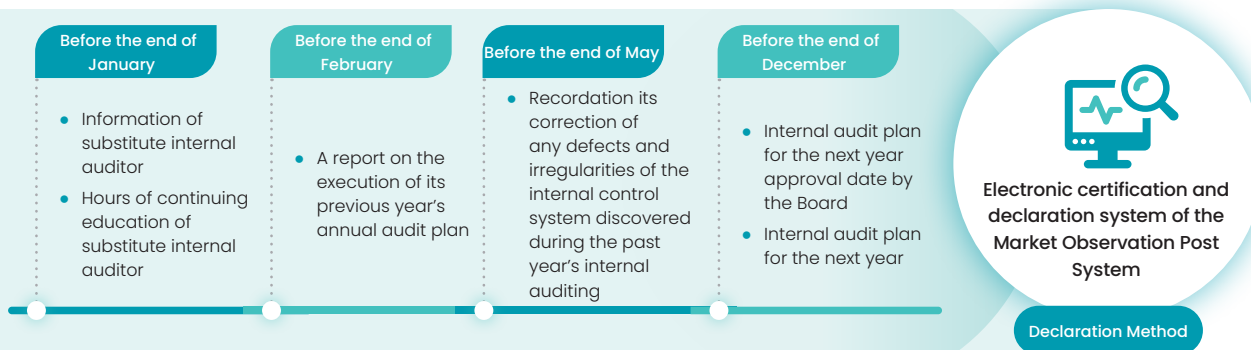 Before the end of
January
Information of
substitute internal
auditor
Hours of continuing
education of
substitute internal
auditor
Before the end of
February
A report on the
execution of its
previous year's
annual audit plan
Before the end of May
Recordation its
correction of
any defects and
irregularities of the
internal control
system discovered
during the past
year's internal
auditing
Before the end of
December
Internal audit plan
for the next year
approval date by
the Board
Internal audit plan
for the next year
Electronic certification and
declaration system of the
Market Observation Post
System
Declaration Method